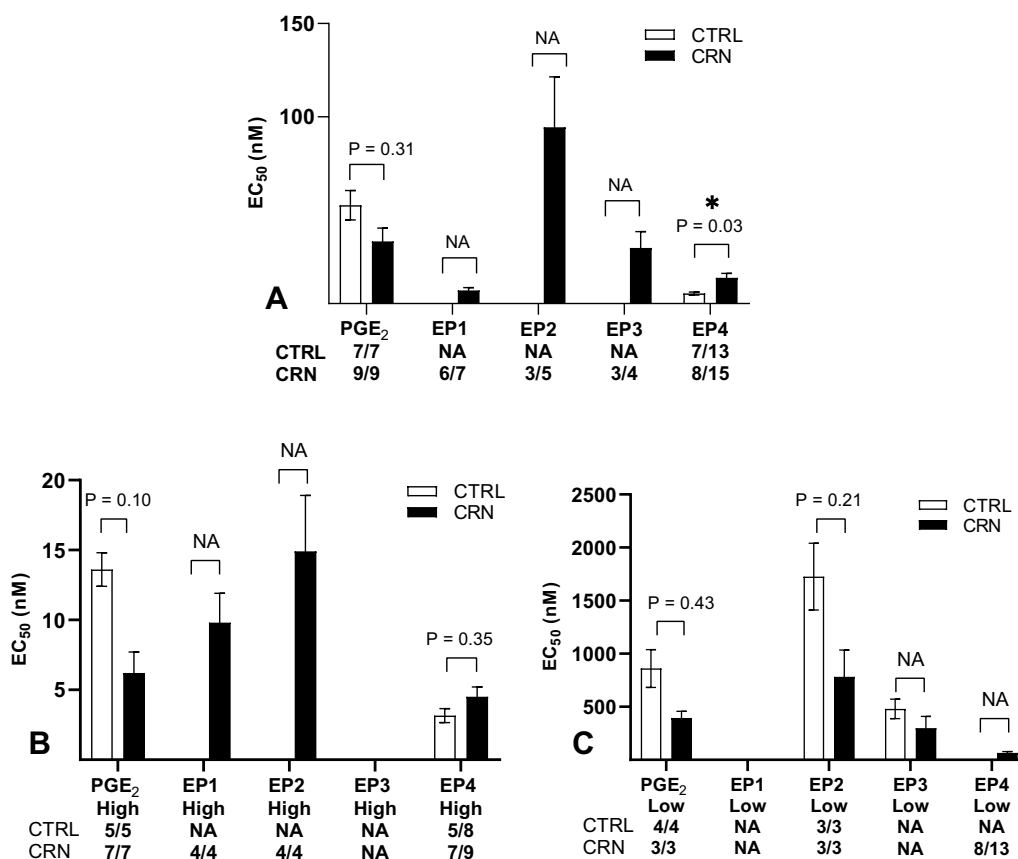 150
CTRL
CRN
NA
100
P = 0.31
NA
*
P = 0.03
NA
EC₅₀ (nM)
A
PGE₂ EP1 EP2 EP3 EP4
CTRL 7/7 NA NA NA 7/13
CRN 9/9 6/7 3/5 3/4 8/15
NA
20
P = 0.10
CTRL
CRN
NA
15
10
P = 0.35
5
EC₅₀ (nM)
B
PGE₂ EP1 EP2 EP3 EP4
High High High High High
CTRL 5/5 NA NA NA 5/8
CRN 7/7 4/4 4/4 NA 7/9
P = 0.21
2500
CTRL
CRN
2000
1500
P = 0.43
1000
NA
NA
500
EC₅₀ (nM)
C
PGE₂ EP1 EP2 EP3 EP4
Low Low Low Low Low
CTRL 4/4 NA 3/3 NA NA
CRN 3/3 NA 3/3 NA 8/13